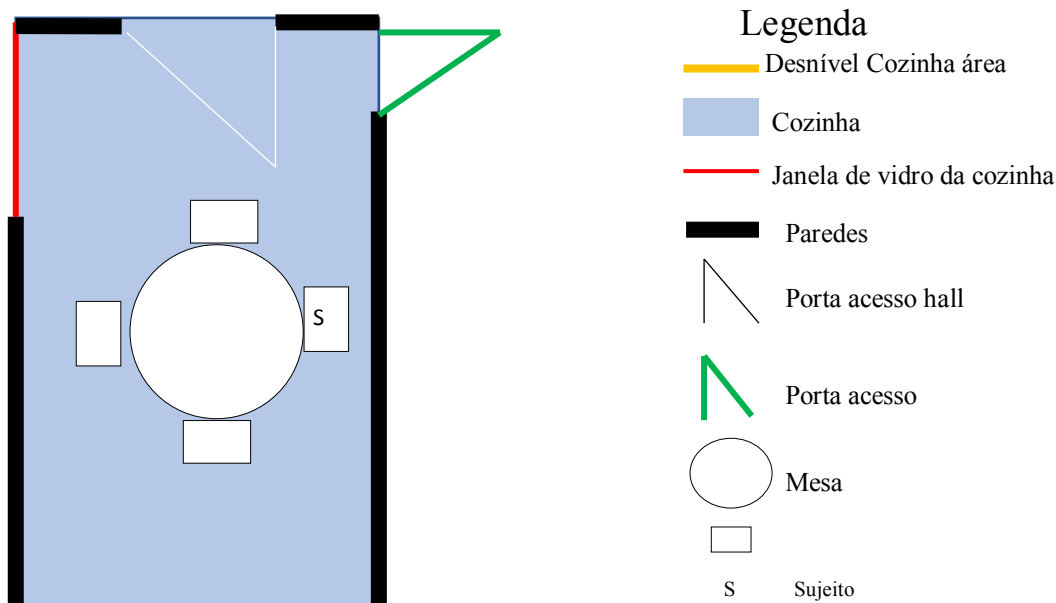 Legenda
Desnível Cozinha área
Cozinha
Janela de vidro da cozinha
Paredes
Porta acesso hall
S
Porta acesso
Mesa
S Sujeito